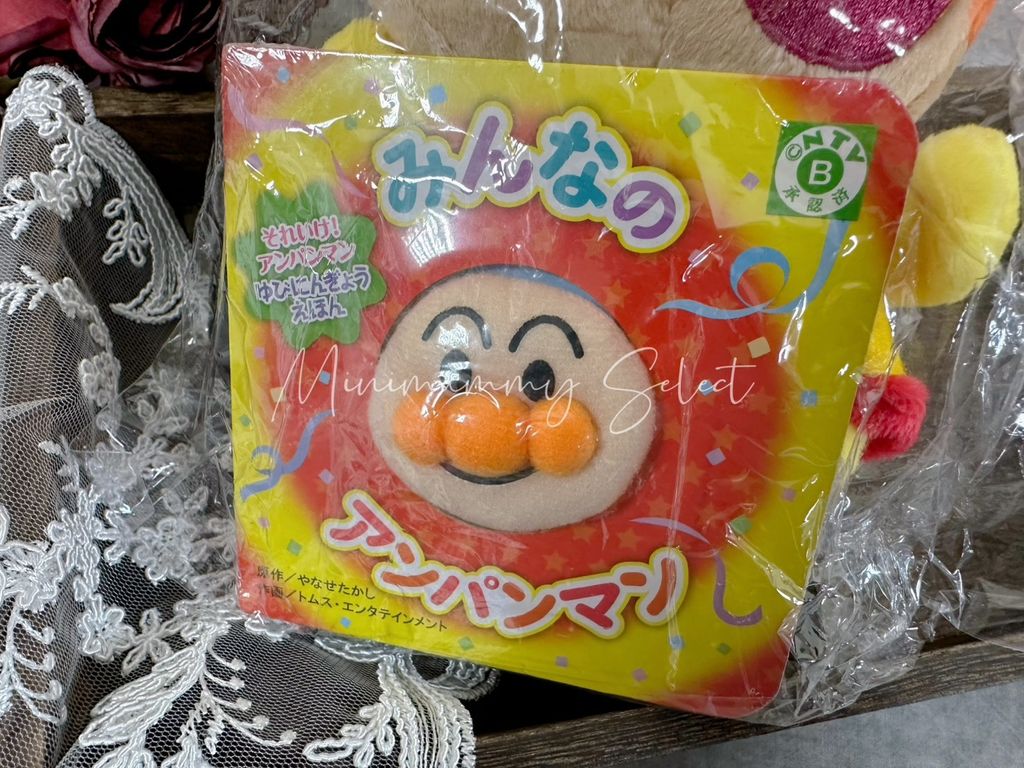 みんなの
©NTV
B
承認済
それいけ!
アンパンマン
ゆびにんぎょう
えほん
Minimommy Select
アンパンマン
原作／やなせたかし
作画／トムス・エンタテインメント